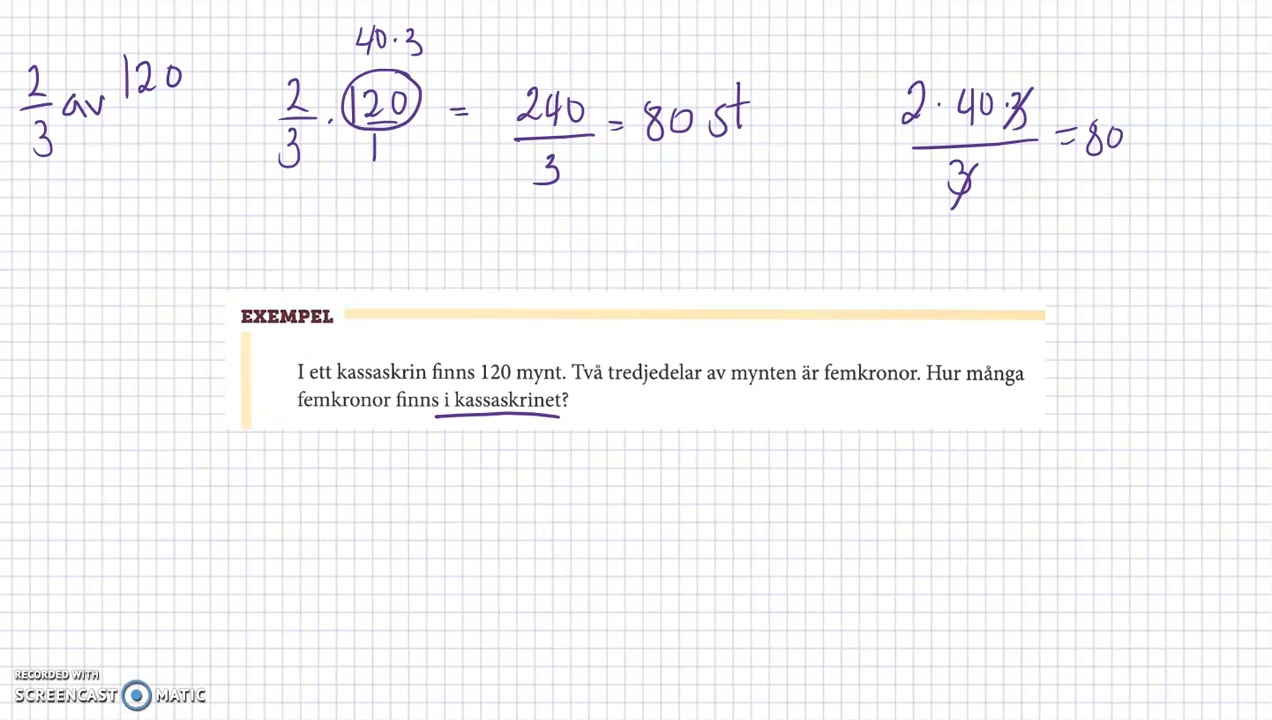 40·3
2/3 av 120
2/3 · 120/1 = 240/3 = 80 st
2·40·3/3 = 80
EXEMPEL
I ett kassaskrin finns 120 mynt. Två tredjedelar av mynten är femkronor. Hur många
femkronor finns i kassaskrinet?
RECORDED WITH
SCREENCAST MATIC